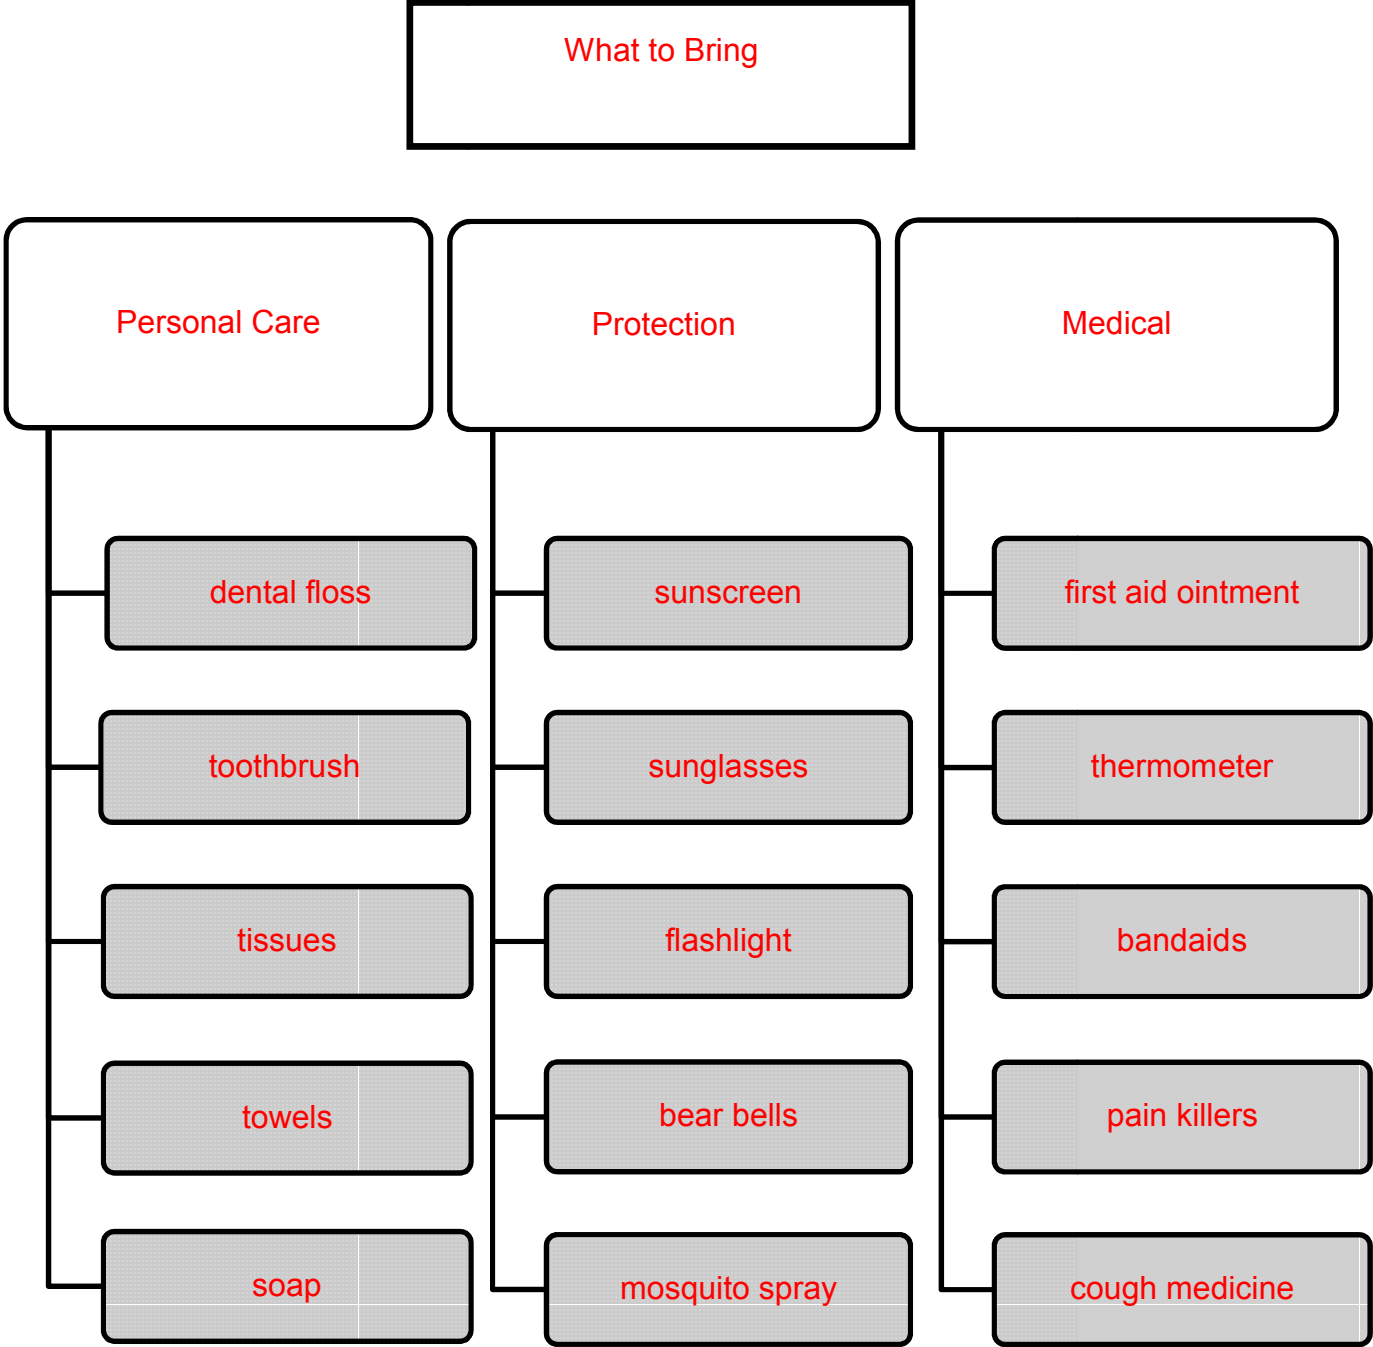 What to Bring
Personal Care
Protection
Medical
dental floss
sunscreen
first aid ointment
toothbrush
sunglasses
thermometer
tissues
flashlight
bandaids
towels
bear bells
pain killers
soap
mosquito spray
cough medicine